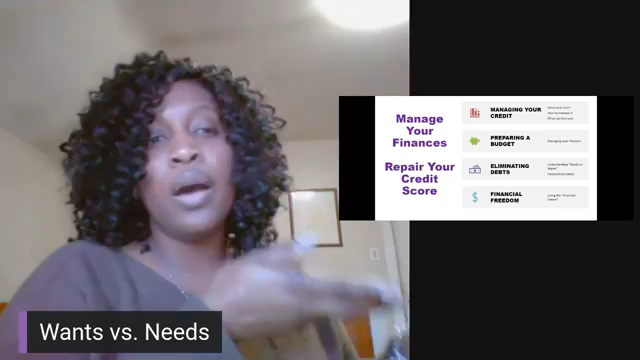 Manage
Your
Finances
Repair Your
Credit
Score
MANAGING YOUR
CREDIT
PREPARING A
BUDGET
ELIMINATING
DEBTS
FINANCIAL
FREEDOM
$
Wants vs. Needs